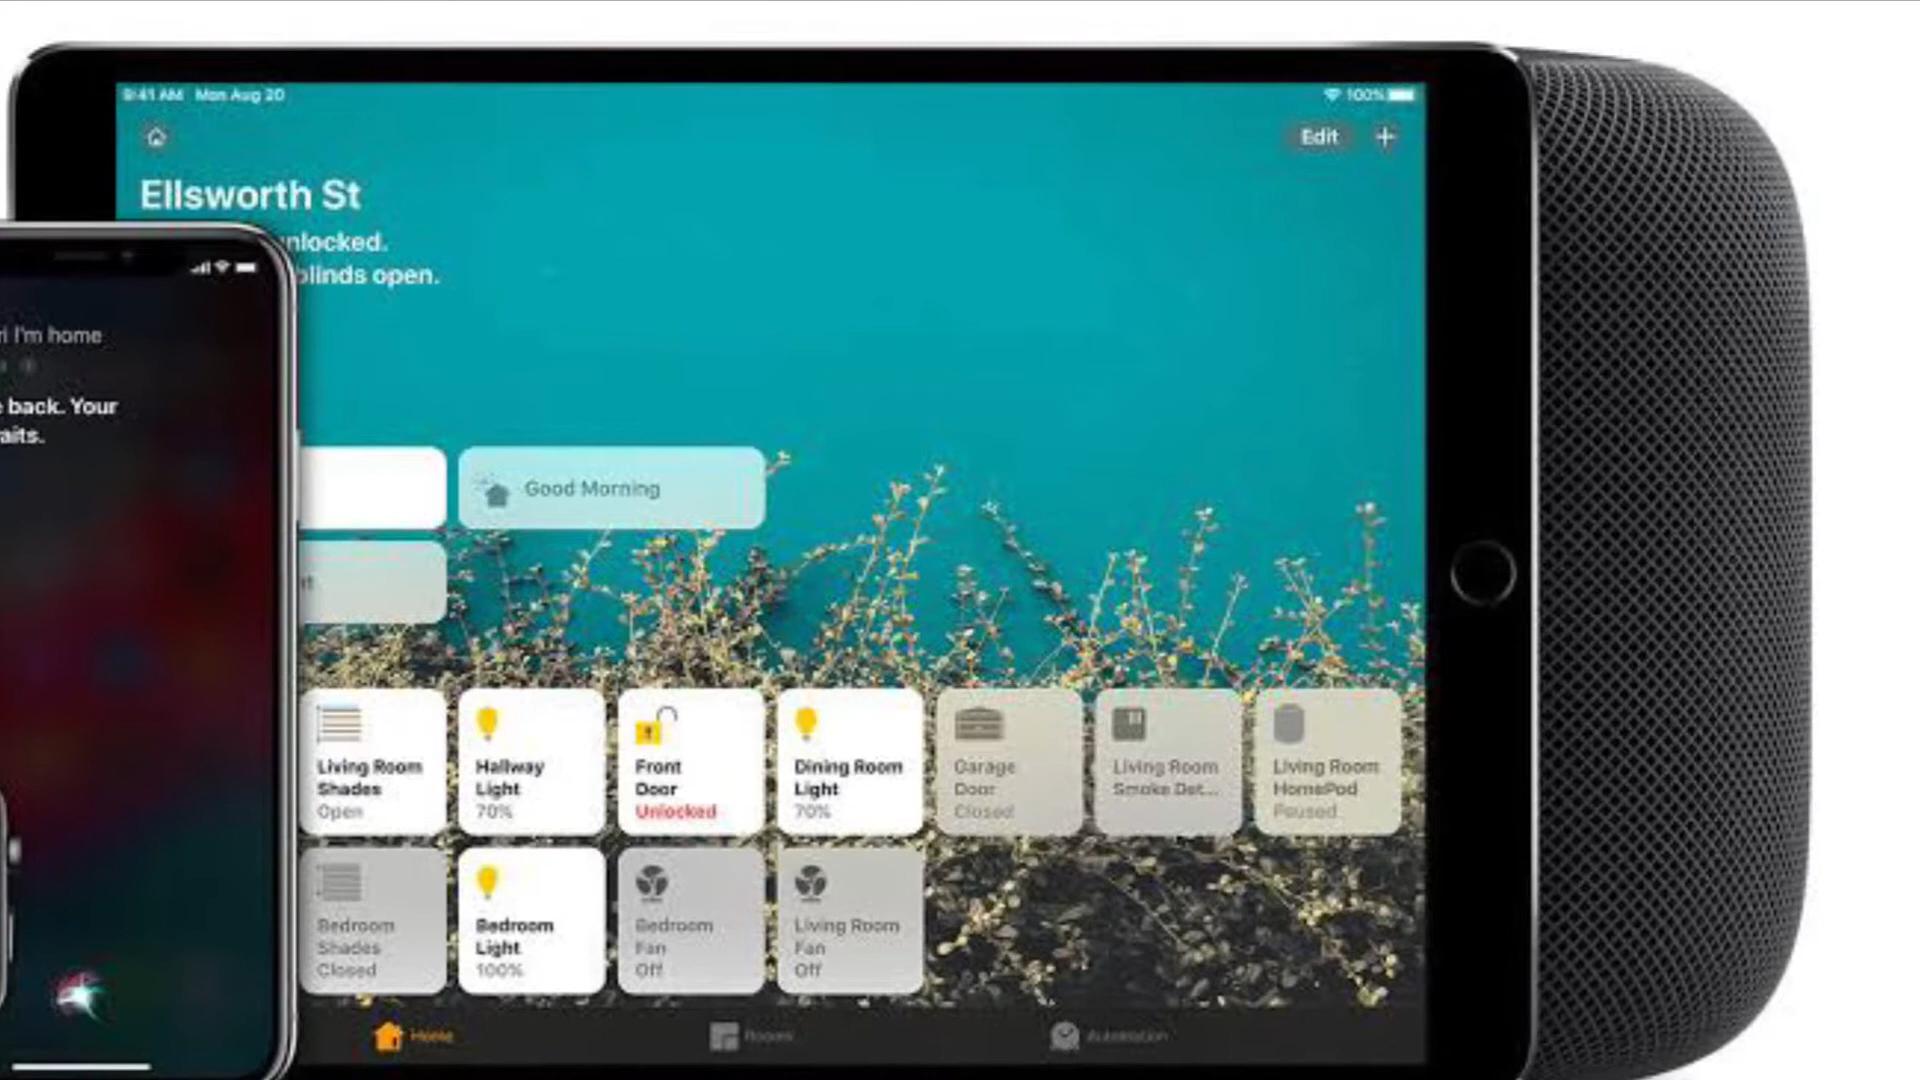 9:41 AM Mon Aug 20
100%
Edit +
Ellsworth St
unlocked.
blinds open.
I'm home
back. Your
Good Morning
Living Room
Shades
Open
Hallway
Light
70%
Front
Door
Unlocked
Dining Room
Light
70%
Garage
Door
Closed
Living Room
Smoke Det...
Living Room
HomePod
Paused
Bedroom
Shades
Closed
Bedroom
Light
100%
Bedroom
Fan
Off
Living Room
Fan
Off
Home
Rooms
Automation